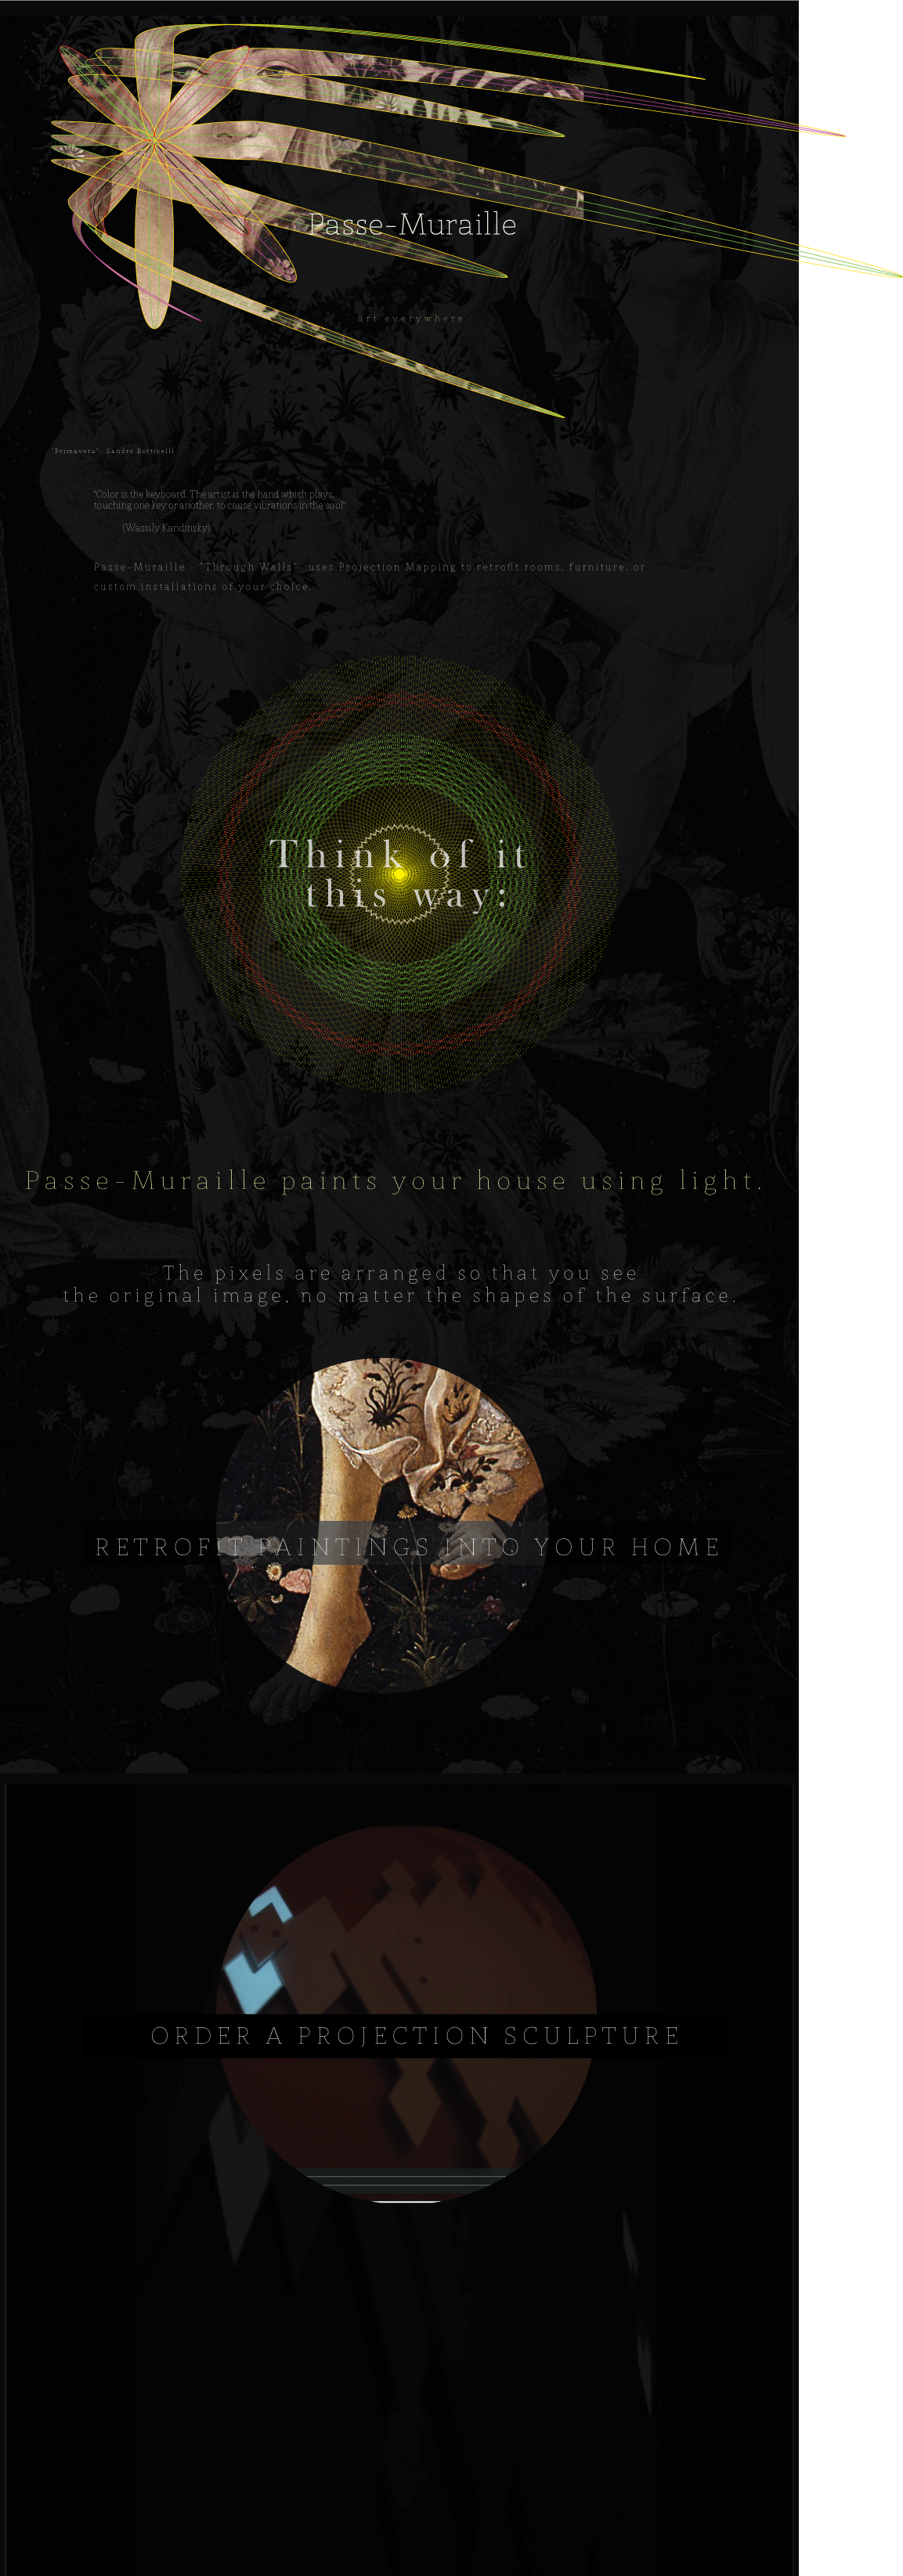 Passe-Muraille
art everywhere
"Primavera"- Sandro Botticelli
"Color is the keyboard. The artist is the hand which plays,
touching one key or another, to cause vibrations in the soul"
(Wassily Kandinsky)
Passe-Muraille - "Through Walls"- uses Projection Mapping to retrofit rooms, furniture, or
custom installations of your choice.
Think of it
this way:
Passe-Muraille paints your house using light.
The pixels are arranged so that you see
the original image, no matter the shapes of the surface.
RETROFIT PAINTINGS INTO YOUR HOME
ORDER A PROJECTION SCULPTURE